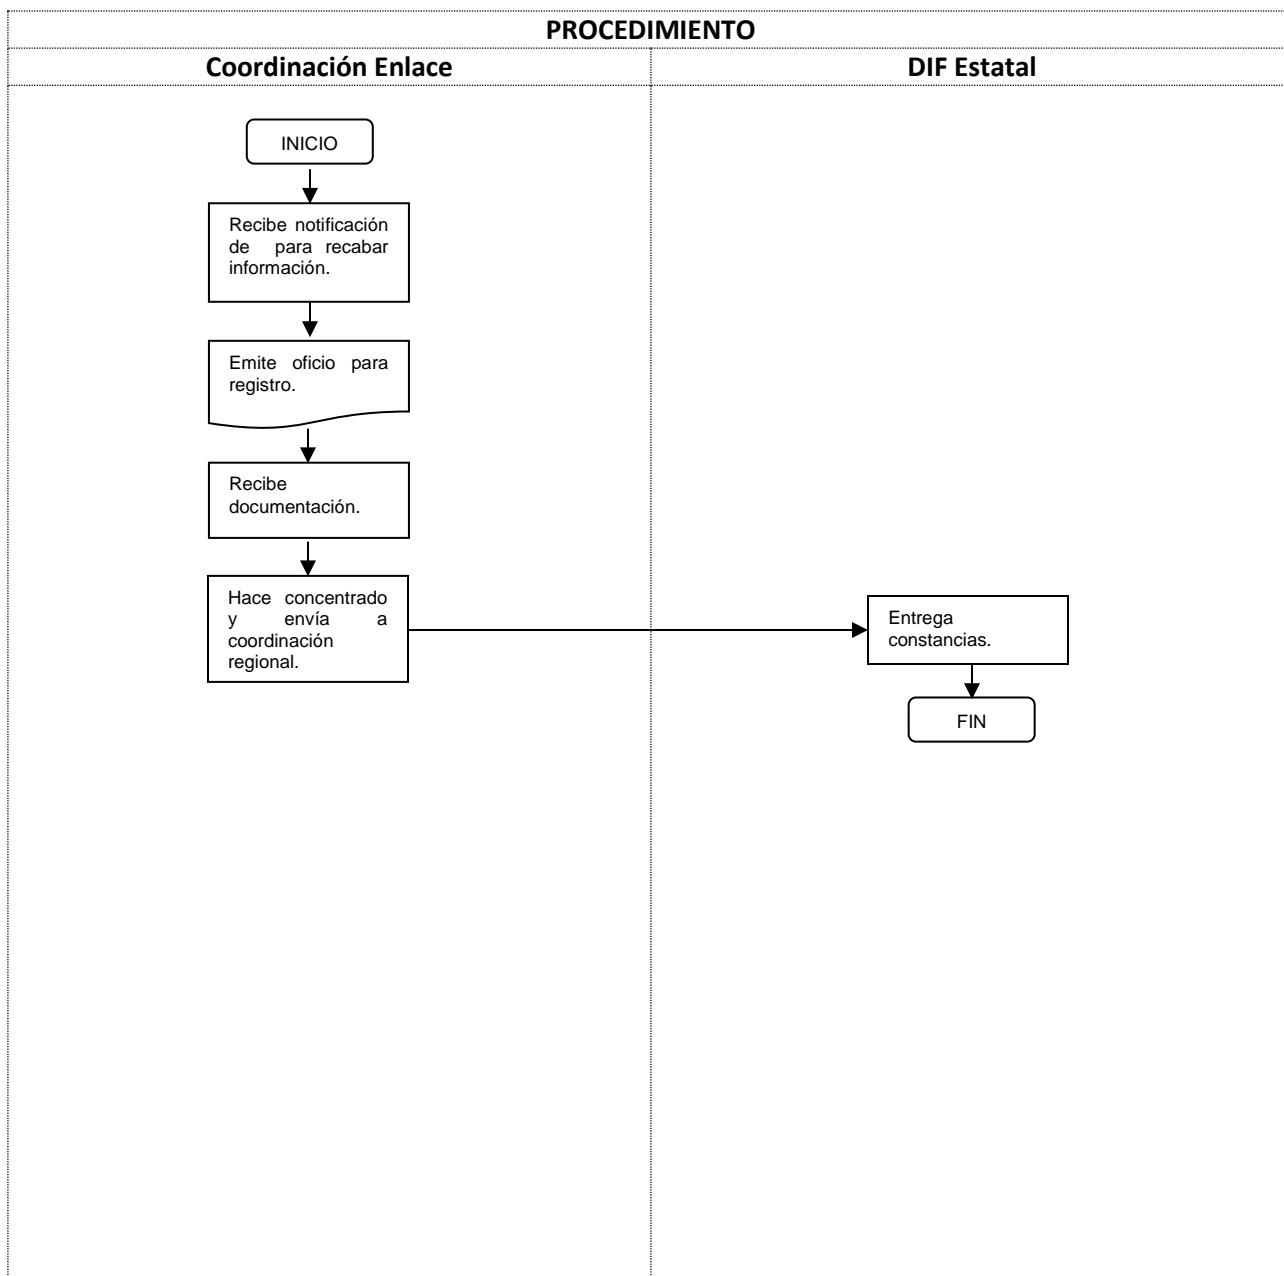 PROCEDIMIENTO
Coordinación Enlace
DIF Estatal
INICIO
Recibe notificación
de para recabar
información.
Emite oficio para
registro.
Recibe
documentación.
Hace concentrado
y envía a
coordinación
regional.
Entrega
constancias.
FIN